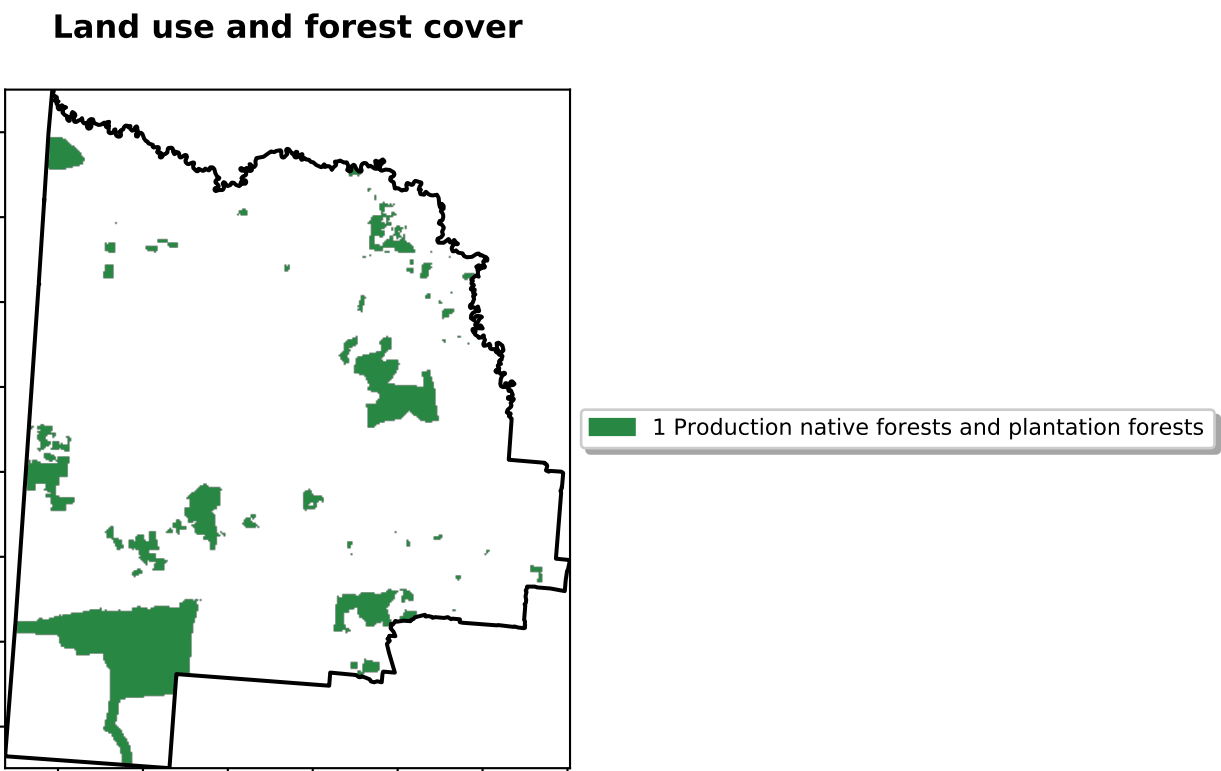 Land use and forest cover
1 Production native forests and plantation forests